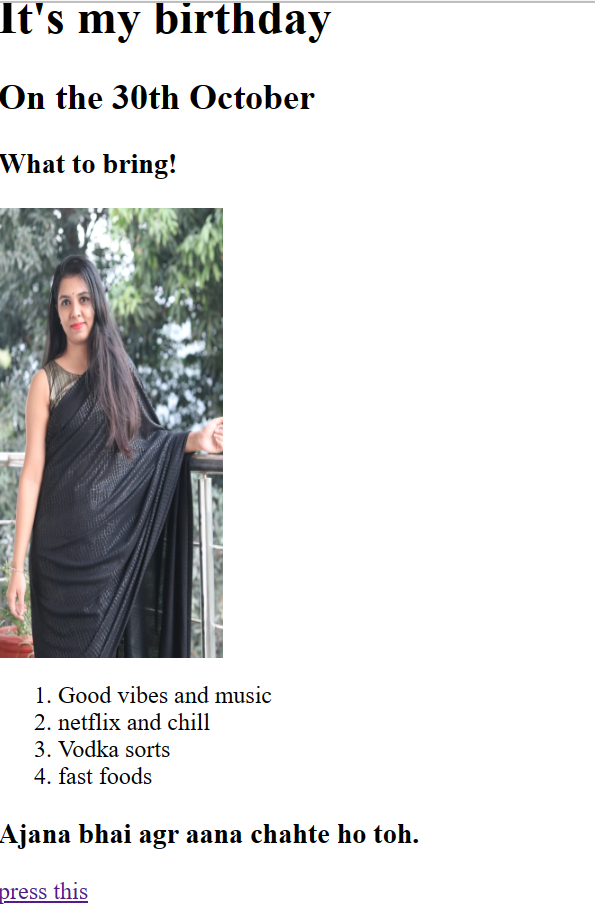 It's my birthday
On the 30th October
What to bring!
1. Good vibes and music
2. netflix and chill
3. Vodka sorts
4. fast foods
Ajana bhai agr aana chahte ho toh.
press this